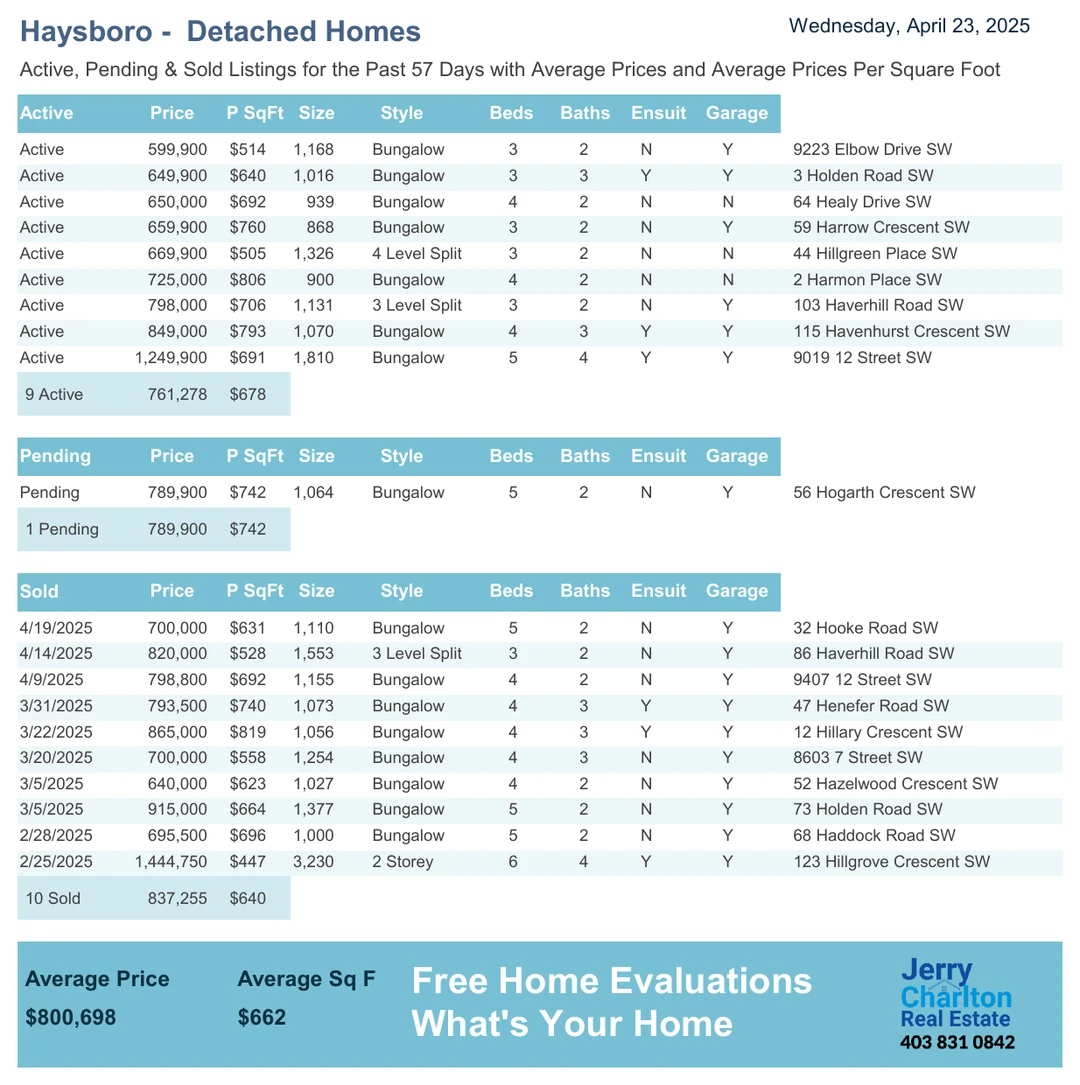 Haysboro - Detached Homes
Wednesday, April 23, 2025
Active, Pending & Sold Listings for the Past 57 Days with Average Prices and Average Prices Per Square Foot
Active Price P SqFt Size Style Beds Baths Ensuit Garage
Active 599,900 $514 1,168 Bungalow 3 2 N Y 9223 Elbow Drive SW
Active 649,900 $640 1,016 Bungalow 3 3 Y Y 3 Holden Road SW
Active 650,000 $692 939 Bungalow 4 2 N N 64 Healy Drive SW
Active 659,900 $760 868 Bungalow 3 2 N Y 59 Harrow Crescent SW
Active 669,900 $505 1,326 4 Level Split 3 2 N N 44 Hillgreen Place SW
Active 725,000 $806 900 Bungalow 4 2 N N 2 Harmon Place SW
Active 798,000 $706 1,131 3 Level Split 3 2 N Y 103 Haverhill Road SW
Active 849,000 $793 1,070 Bungalow 4 3 Y Y 115 Havenhurst Crescent SW
Active 1,249,900 $691 1,810 Bungalow 5 4 Y Y 9019 12 Street SW
9 Active 761,278 $678
Pending Price P SqFt Size Style Beds Baths Ensuit Garage
Pending 789,900 $742 1,064 Bungalow 5 2 N Y 56 Hogarth Crescent SW
1 Pending 789,900 $742
Sold Price P SqFt Size Style Beds Baths Ensuit Garage
4/19/2025 700,000 $631 1,110 Bungalow 5 2 N Y 32 Hooke Road SW
4/14/2025 820,000 $528 1,553 3 Level Split 3 2 N Y 86 Haverhill Road SW
4/9/2025 798,800 $692 1,155 Bungalow 4 2 N Y 9407 12 Street SW
3/31/2025 793,500 $740 1,073 Bungalow 4 3 Y Y 47 Henefer Road SW
3/22/2025 865,000 $819 1,056 Bungalow 4 3 Y Y 12 Hillary Crescent SW
3/20/2025 700,000 $558 1,254 Bungalow 4 3 N Y 8603 7 Street SW
3/5/2025 640,000 $623 1,027 Bungalow 4 2 N Y 52 Hazelwood Crescent SW
3/5/2025 915,000 $664 1,377 Bungalow 5 2 N Y 73 Holden Road SW
2/28/2025 695,500 $696 1,000 Bungalow 5 2 N Y 68 Haddock Road SW
2/25/2025 1,444,750 $447 3,230 2 Storey 6 4 Y Y 123 Hillgrove Crescent SW
10 Sold 837,255 $640
Average Price Average Sq F
$800,698 $662
Free Home Evaluations
What's Your Home
Jerry
Charlton
Real Estate
403 831 0842